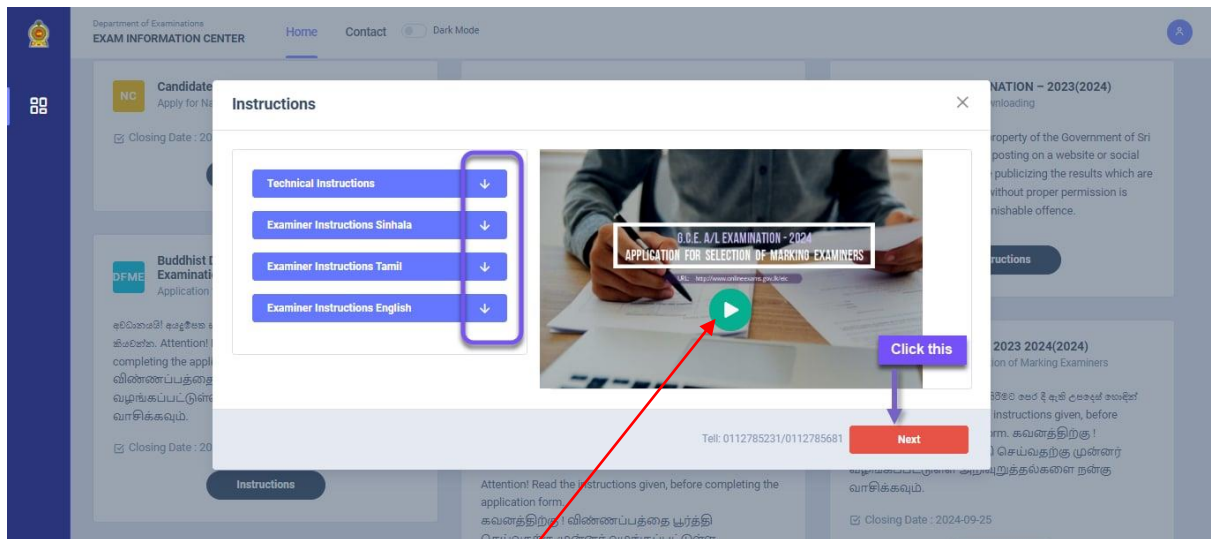 Department of Examinations
EXAM INFORMATION CENTER
Home
Contact
Dark Mode
NC
Candidate
Apply for Na
Closing Date : 20
NATION – 2023(2024)
wnloading
roperty of the Government of Sri
posting on a website or social
publicizing the results which are
without proper permission is
nishable offence.
ructions
Instructions
Technical Instructions
Examiner Instructions Sinhala
Examiner Instructions Tamil
Examiner Instructions English
G.C.E. A/L EXAMINATION - 2024
APPLICATION FOR SELECTION OF MARKING EXAMINERS
URL: http://www.onlineexams.gov.lk/eic
Click this
Tell: 0112785231/0112785681
Next
DFME
Buddhist D
Examinati
Application
Attention!
completing the appli
விண்ணப்பத்தை
வழங்கப்பட்டுள்ள
வாசிக்கவும்.
Closing Date : 20
Instructions
Attention! Read the instructions given, before completing the
application form.
கவனத்திற்கு ! விண்ணப்பத்தை பூர்த்தி
2023 2024(2024)
ion of Marking Examiners
instructions given, before
rm. கவனத்திற்கு !
செய்வதற்கு முன்னர்
அறிவுறுத்தல்களை நன்கு
வாசிக்கவும்.
Closing Date : 2024-09-25